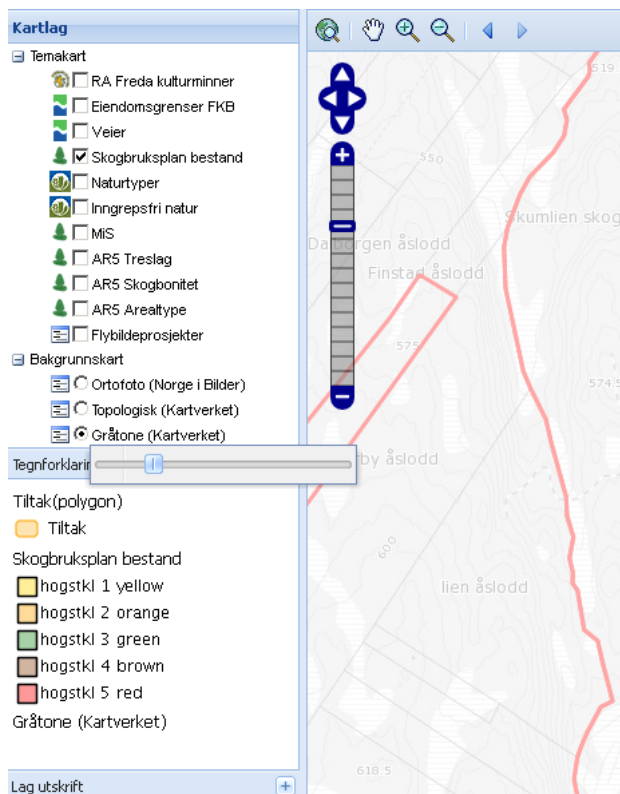 Kartlag
Temakart
RA Freda kulturminner
Eiendomsgrenser FKB
Veier
Skogbruksplan bestand
Naturtyper
Inngrepsfri natur
MiS
AR5 Treslag
AR5 Skogbonitet
AR5 Arealtype
Flybildeprosjekter
Bakgrunnskart
Ortofoto (Norge i Bilder)
Topologisk (Kartverket)
Gråtone (Kartverket)
Tiltak(polygon)
Tiltak
Skogbruksplan bestand
hogstkl 1 yellow
hogstkl 2 orange
hogstkl 3 green
hogstkl 4 brown
hogstkl 5 red
Gråtone (Kartverket)
Lag utskrift
519
550
Skumlien skog
åslodd
Finstad åslodd
575
574.5
åslodd
600
lien åslodd
618.5